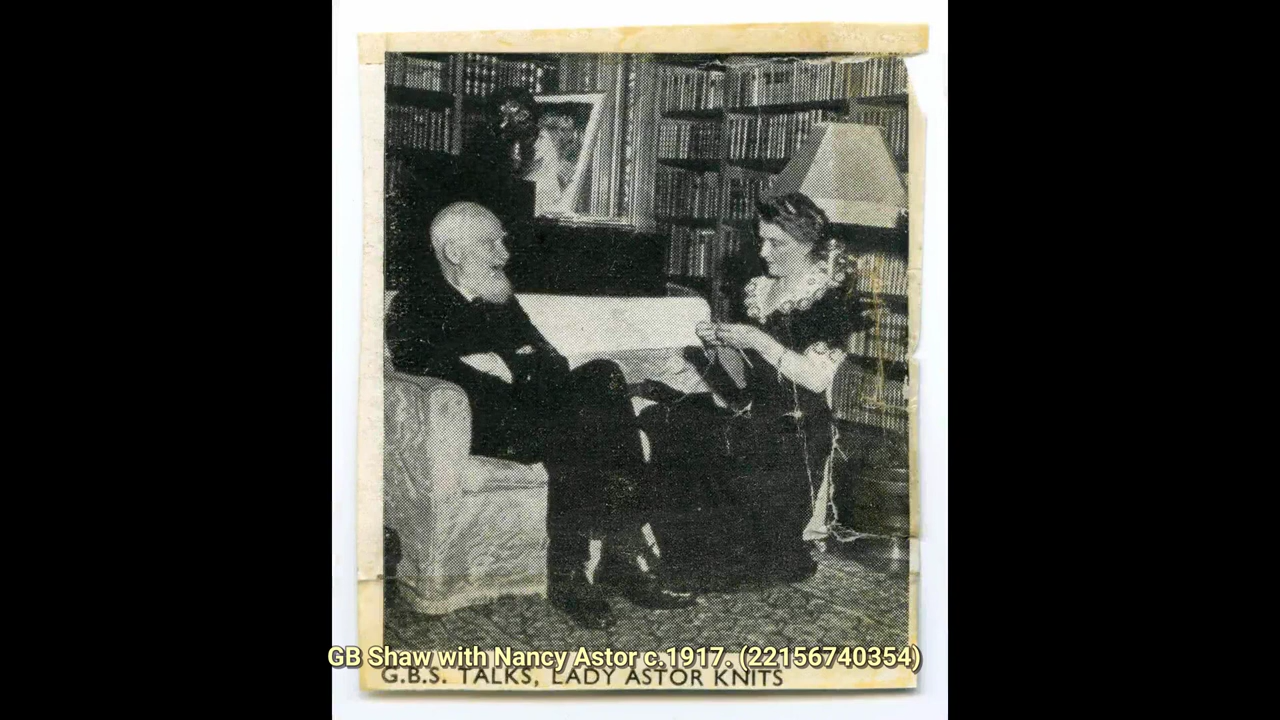 GB Shaw with Nancy Astor c.1917. (22156740354)
G.B.S. TALKS, LADY ASTOR KNITS